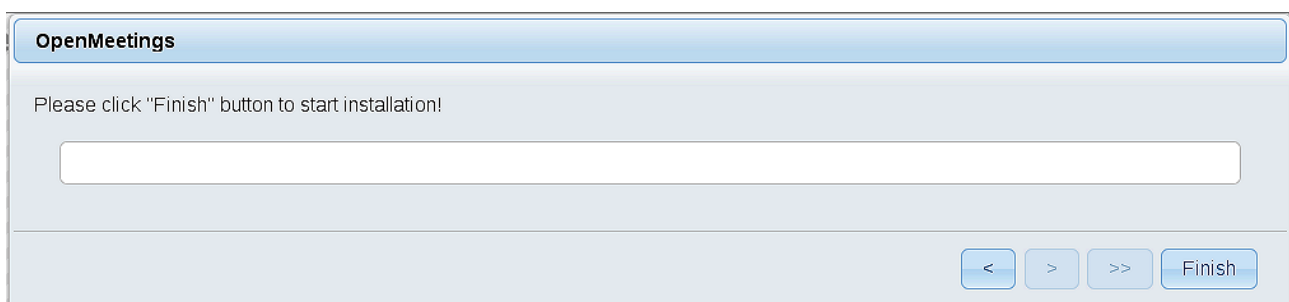 OpenMeetings
Please click "Finish" button to start installation!
< > >> Finish